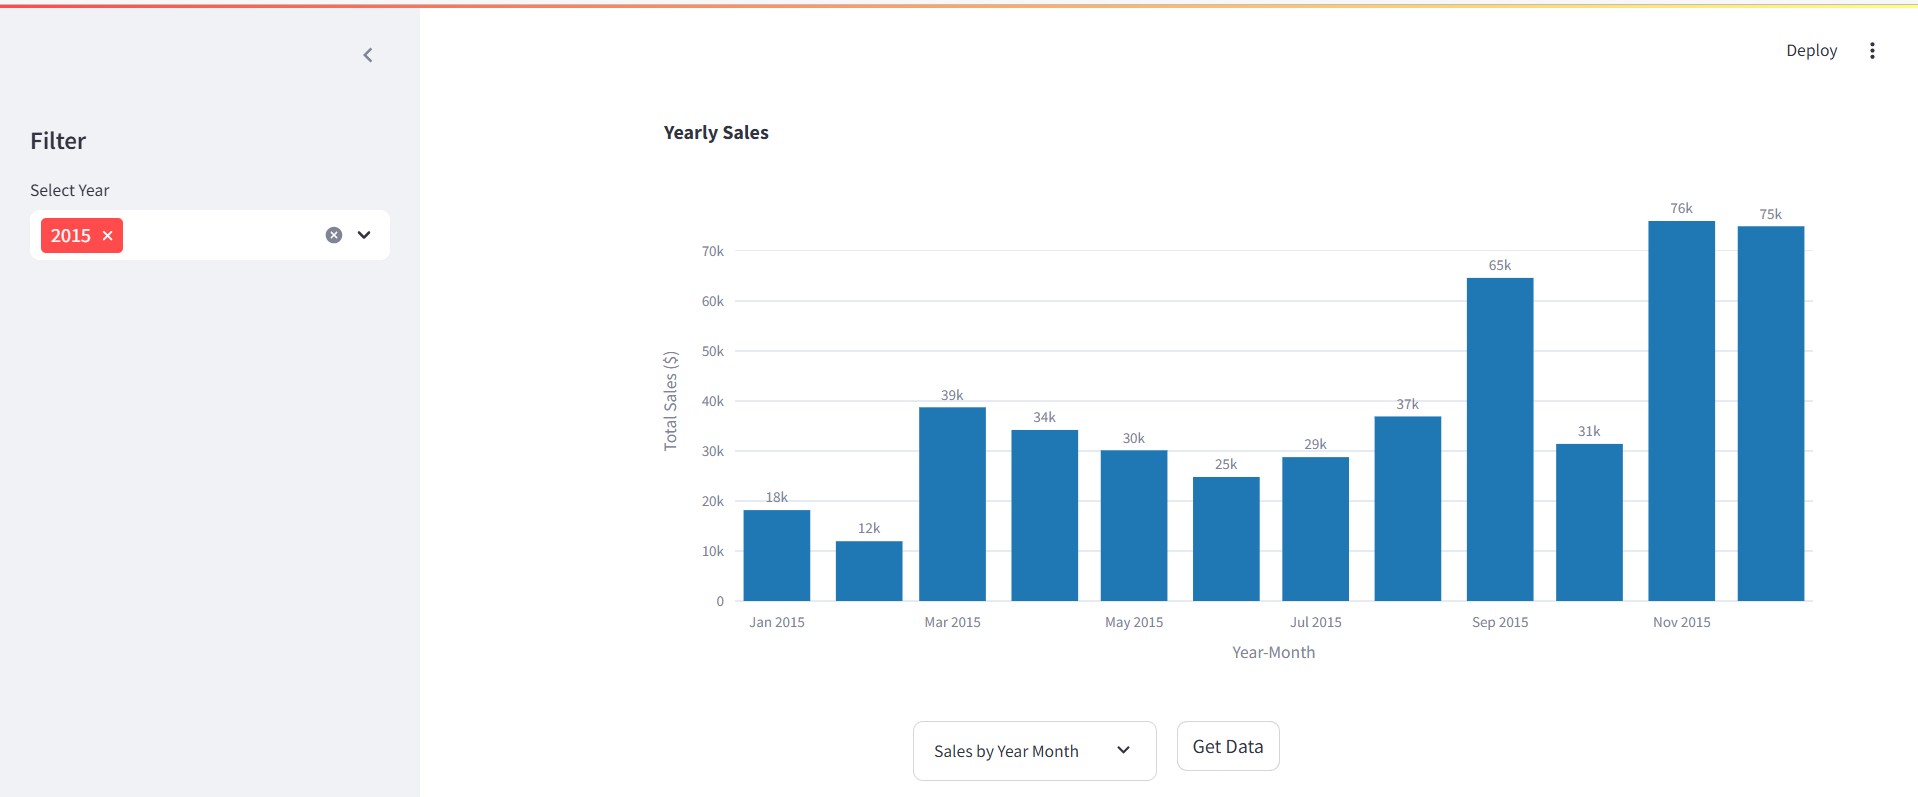 Deploy
Filter
Select Year
2015
Yearly Sales
Total Sales ($)
70k
60k
50k
40k
30k
20k
10k
0
18k
12k
39k
34k
30k
25k
29k
37k
65k
31k
76k
75k
Jan 2015
Mar 2015
May 2015
Jul 2015
Sep 2015
Nov 2015
Year-Month
Sales by Year Month
Get Data